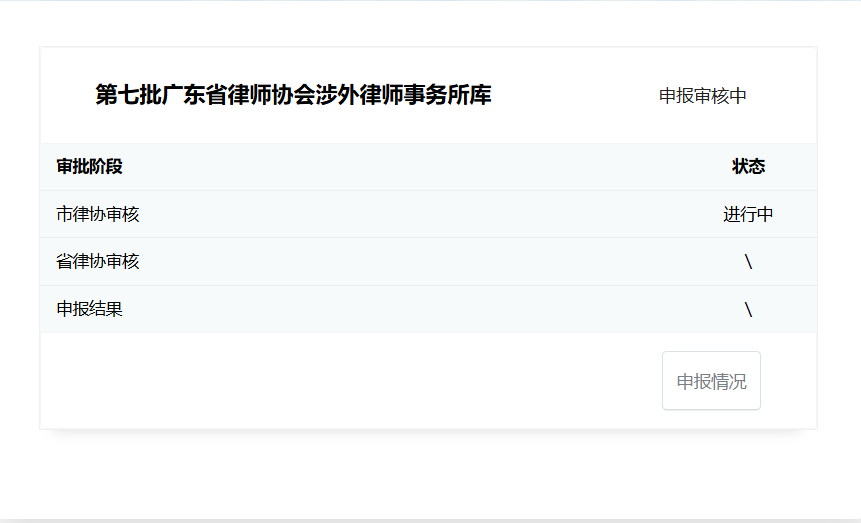 第七批广东省律师协会涉外律师事务所库 申报审核中
审批阶段 状态
市律协审核 进行中
省律协审核 \
申报结果 \
申报情况